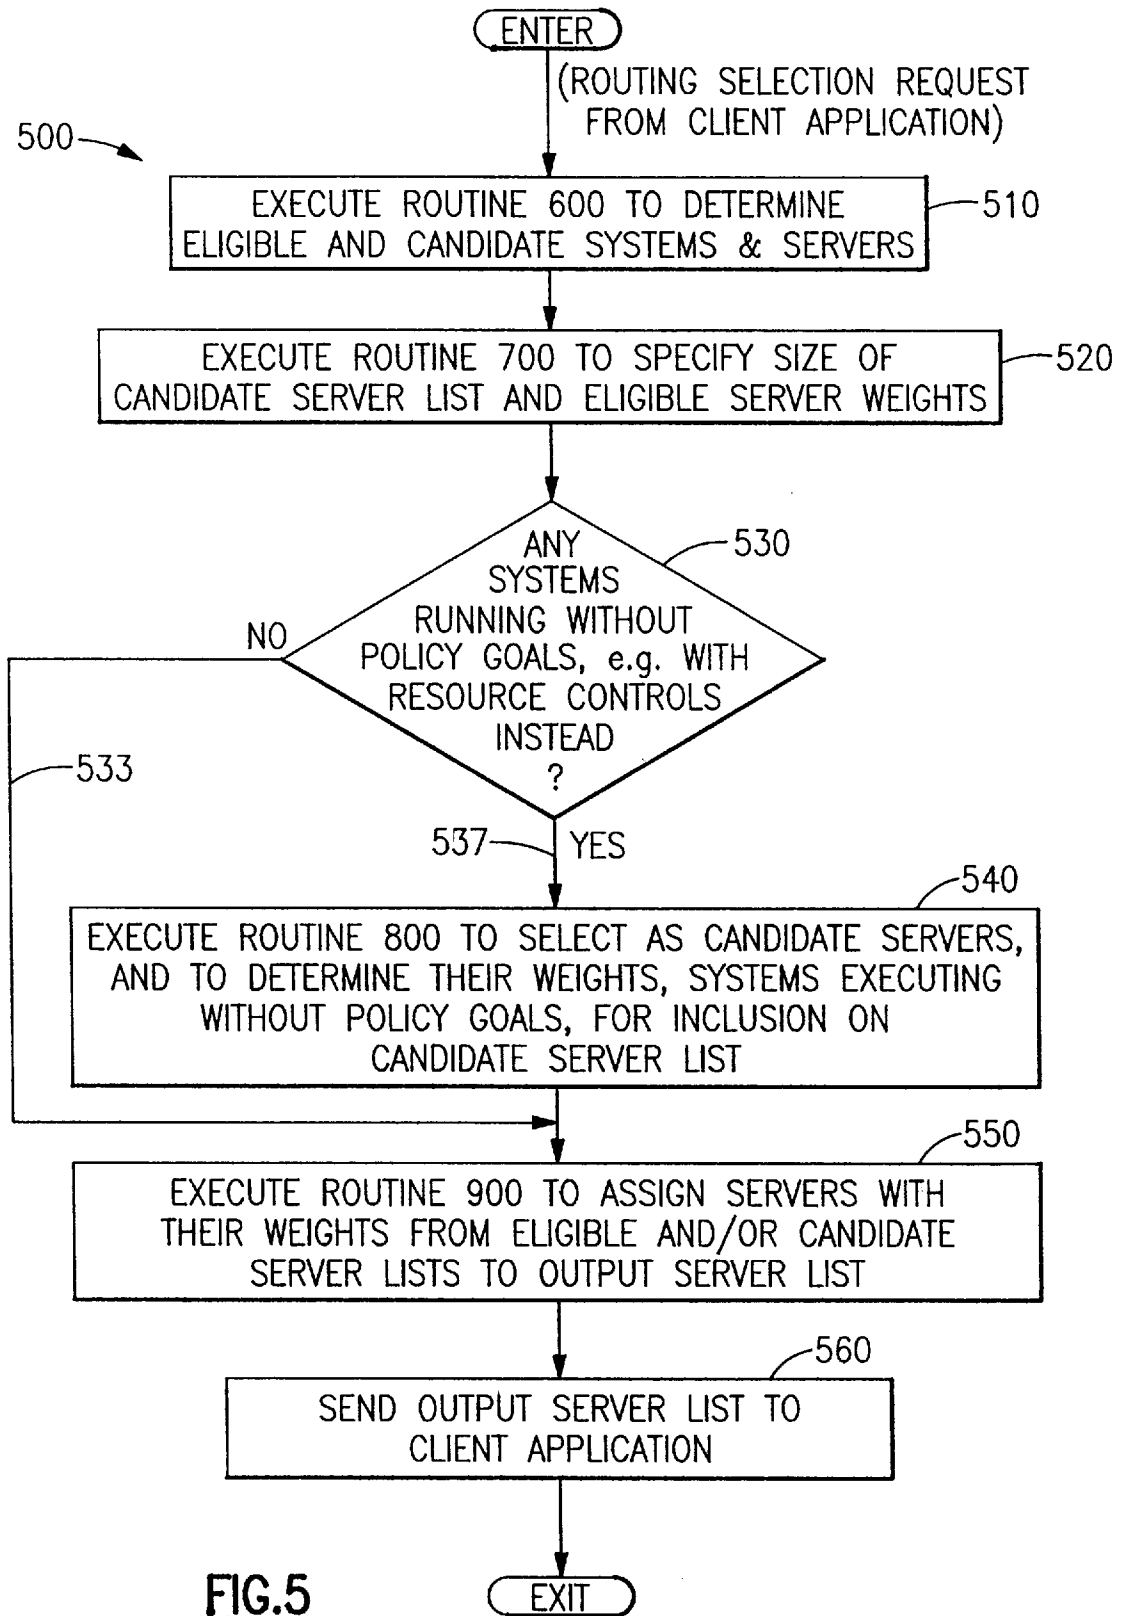 ENTER
(ROUTING SELECTION REQUEST
FROM CLIENT APPLICATION)
500
EXECUTE ROUTINE 600 TO DETERMINE
ELIGIBLE AND CANDIDATE SYSTEMS & SERVERS
510
EXECUTE ROUTINE 700 TO SPECIFY SIZE OF
CANDIDATE SERVER LIST AND ELIGIBLE SERVER WEIGHTS
520
ANY
SYSTEMS
RUNNING WITHOUT
POLICY GOALS, e.g. WITH
RESOURCE CONTROLS
INSTEAD
?
530
NO
533
537
YES
540
EXECUTE ROUTINE 800 TO SELECT AS CANDIDATE SERVERS,
AND TO DETERMINE THEIR WEIGHTS, SYSTEMS EXECUTING
WITHOUT POLICY GOALS, FOR INCLUSION ON
CANDIDATE SERVER LIST
550
EXECUTE ROUTINE 900 TO ASSIGN SERVERS WITH
THEIR WEIGHTS FROM ELIGIBLE AND/OR CANDIDATE
SERVER LISTS TO OUTPUT SERVER LIST
560
SEND OUTPUT SERVER LIST TO
CLIENT APPLICATION
EXIT
FIG.5